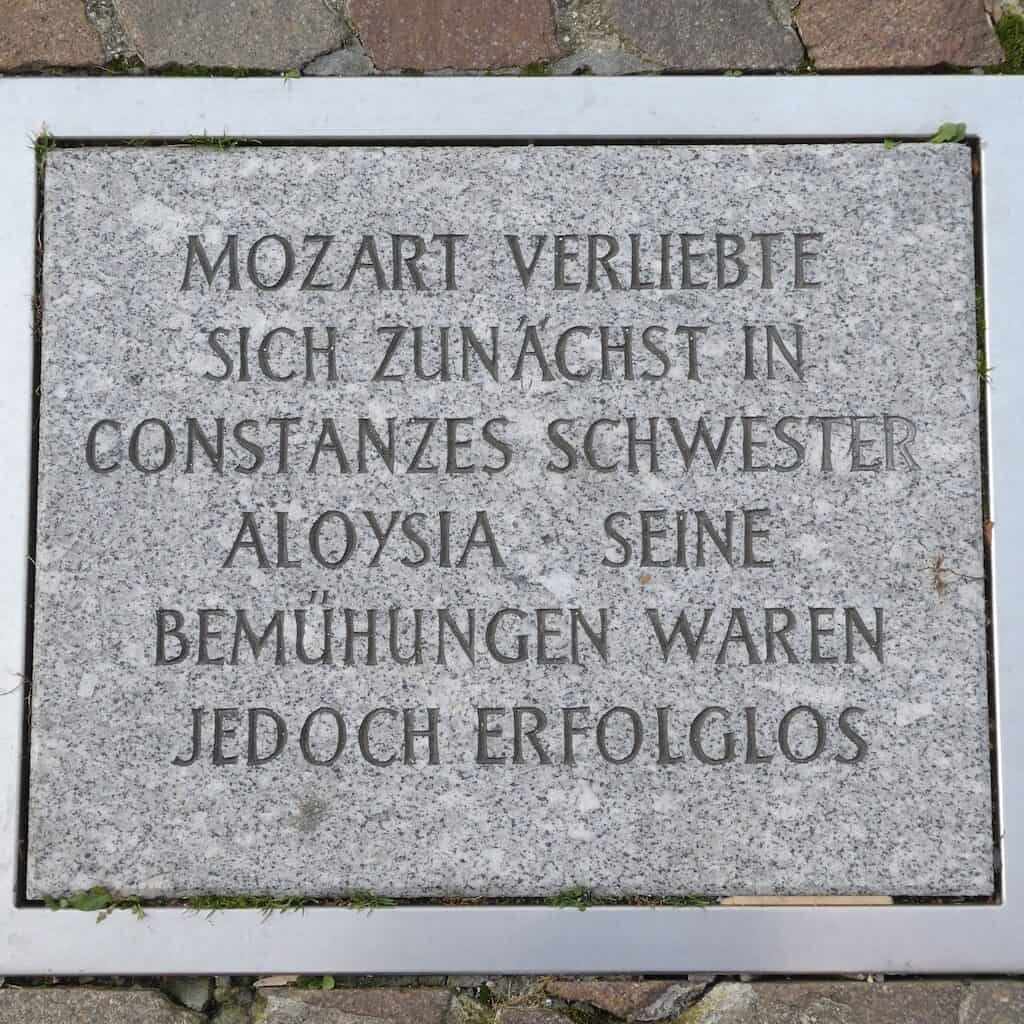 MOZART VERLIEBTE
SICH ZUNÄCHST IN
CONSTANZES SCHWESTER
ALOYSIA · SEINE
BEMÜHUNGEN WAREN
JEDOCH ERFOLGLOS